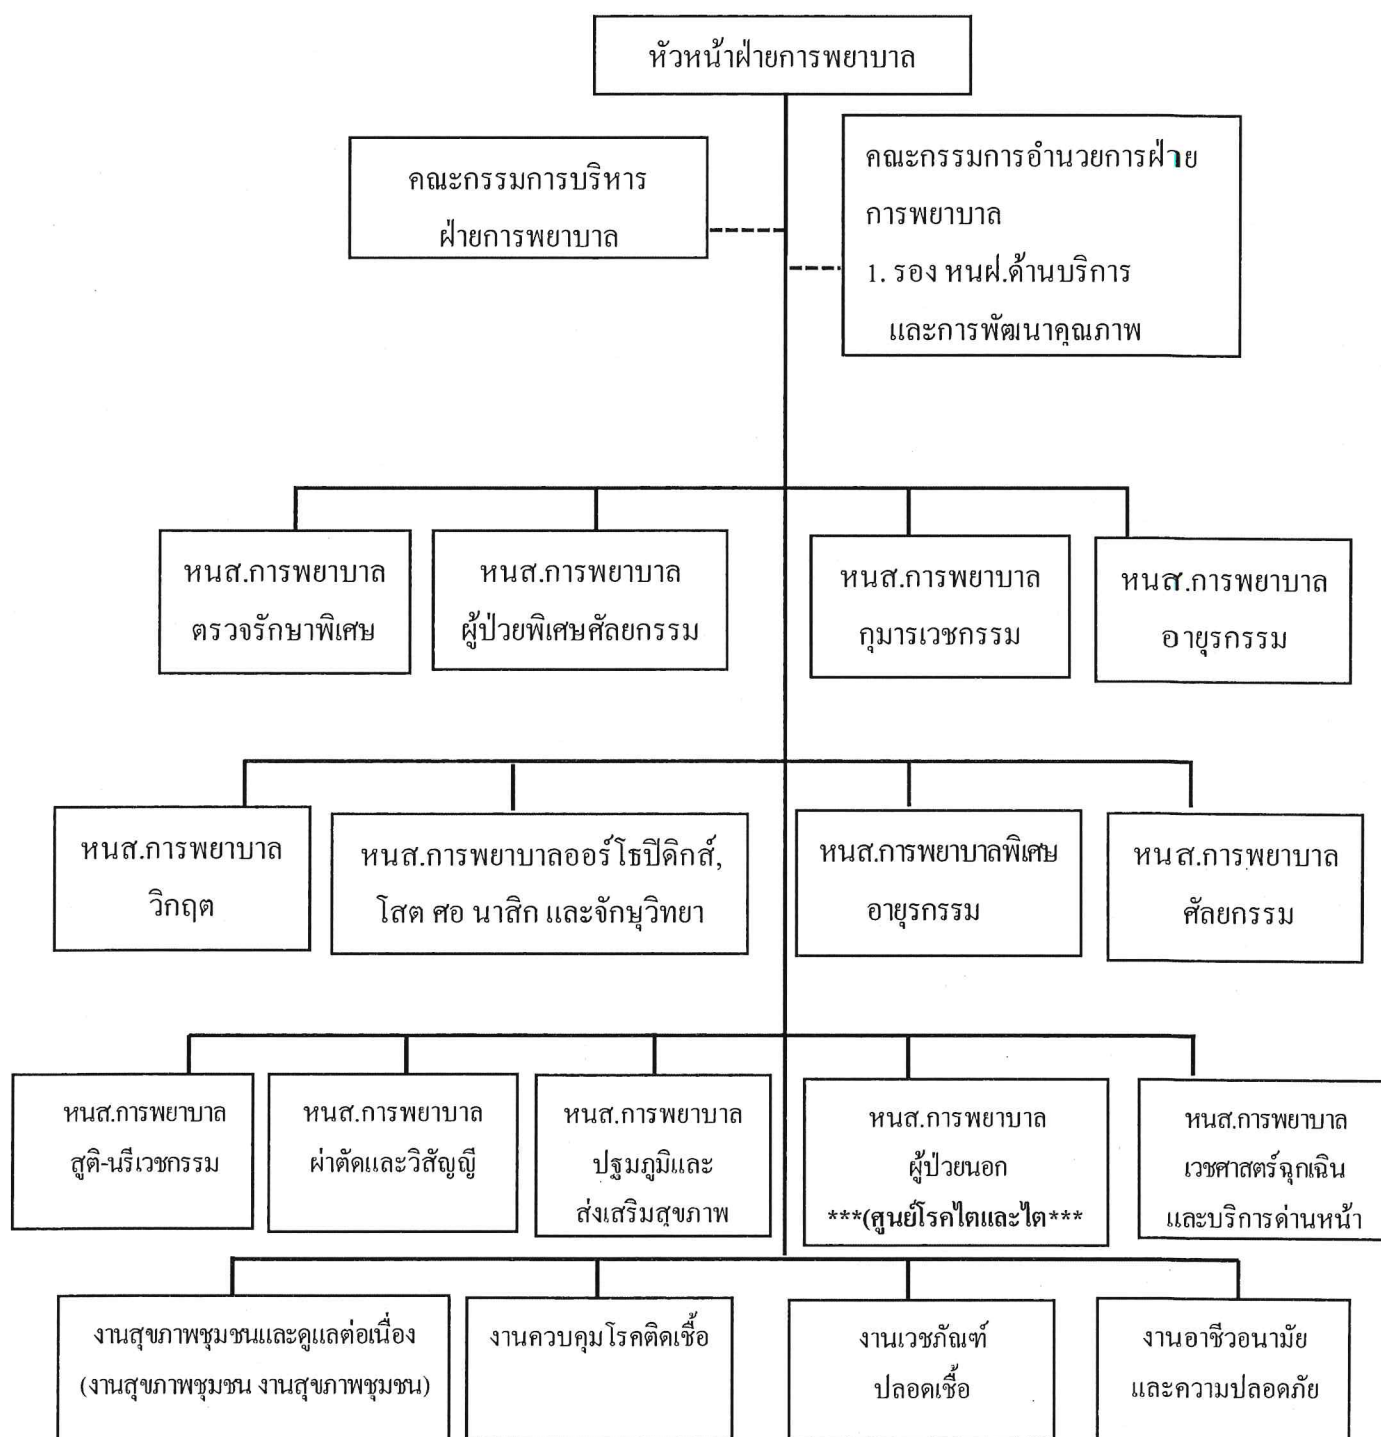 หัวหน้าฝ่ายการพยาบาล
คณะกรรมการบริหาร
ฝ่ายการพยาบาล
คณะกรรมการอำนวยการฝ่าย
การพยาบาล
1. รอง หนฝ.ด้านบริการ
และการพัฒนาคุณภาพ
หนส.การพยาบาล
ตรวจรักษาพิเศษ
หนส.การพยาบาล
ผู้ป่วยพิเศษศัลยกรรม
หนส.การพยาบาล
กุมารเวชกรรม
หนส.การพยาบาล
อายุรกรรม
หนส.การพยาบาล
วิกฤต
หนส.การพยาบาลออร์โธปิดิกส์,
โสต ศอ นาสิก และจักษุวิทยา
หนส.การพยาบาลพิเศษ
อายุรกรรม
หนส.การพยาบาล
ศัลยกรรม
หนส.การพยาบาล
สูติ-นรีเวชกรรม
หนส.การพยาบาล
ผ่าตัดและวิสัญญี
หนส.การพยาบาล
ปฐมภูมิและ
ส่งเสริมสุขภาพ
หนส.การพยาบาล
ผู้ป่วยนอก
***(ศูนย์โรคไตและไต***
หนส.การพยาบาล
เวชศาสตร์ฉุกเฉิน
และบริการด่านหน้า
งานสุขภาพชุมชนและดูแลต่อเนื่อง
(งานสุขภาพชุมชน งานสุขภาพชุมชน)
งานควบคุมโรคติดเชื้อ
งานเวชภัณฑ์
ปลอดเชื้อ
งานอาชีวอนามัย
และความปลอดภัย